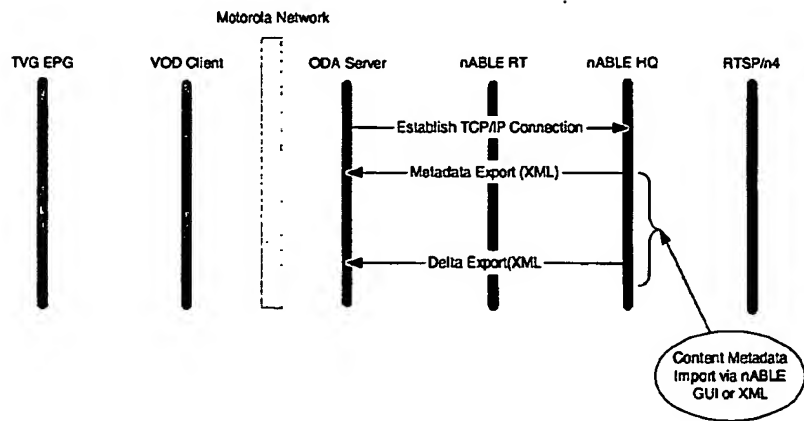 Motorola Network
TVG EPG
VOD Client
ODA Server
nABLE RT
nABLE HQ
RTSP/n4
Establish TCP/IP Connection
Metadata Export (XML)
Delta Export(XML
Content Metadata
Import via nABLE
GUI or XML